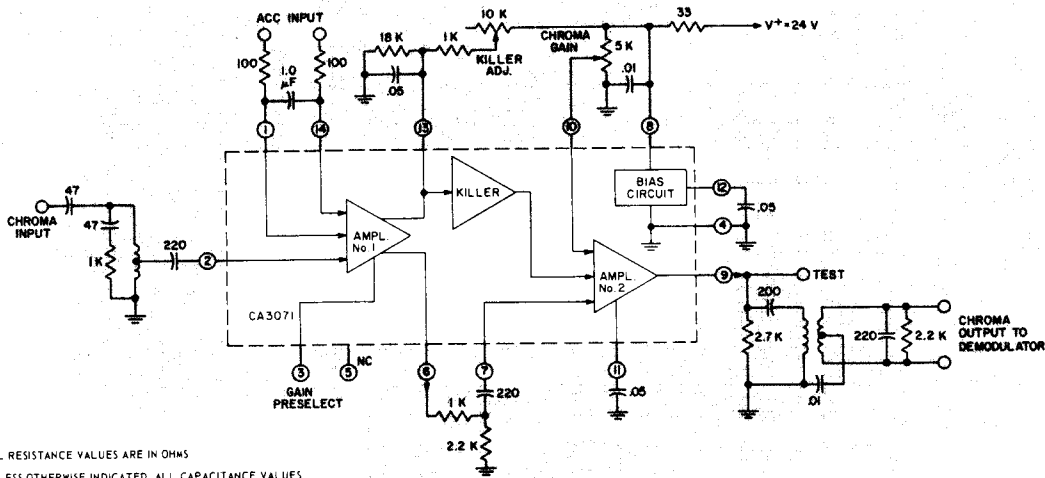 ACC INPUT
100
1.0
μF
100
18 K
.05
1K
10 K
KILLER
ADJ.
CHROMA
GAIN
5 K
.01
33
V+ = 24 V
1
14
13
10
8
47
CHROMA
INPUT
47
1K
220
2
AMPL.
No. 1
KILLER
AMPL.
No. 2
BIAS
CIRCUIT
12
.05
4
9
TEST
CA3071
3
GAIN
PRESELECT
5
NC
6
7
220
1 K
2.2 K
11
.05
200
2.7K
220
2.2 K
.01
CHROMA
OUTPUT TO
DEMODULATOR
RESISTANCE VALUES ARE IN OHMS
OTHERWISE INDICATED, ALL CAPACITANCE VALUES